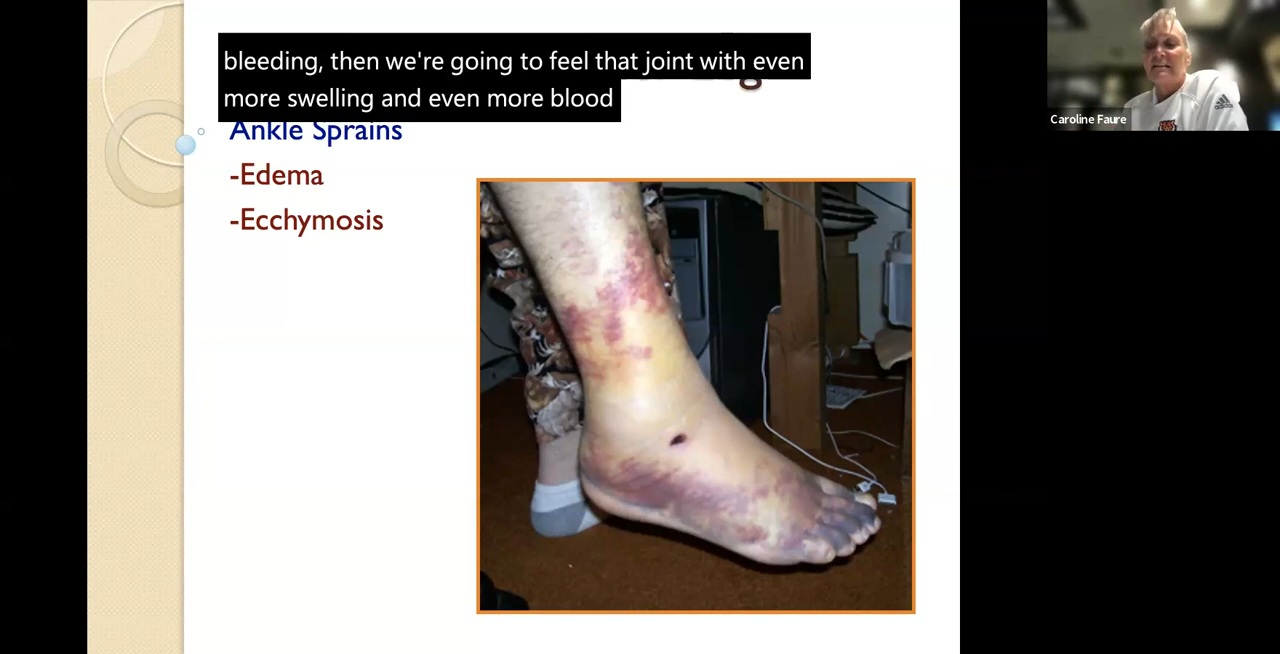 bleeding, then we're going to feel that joint with even
more swelling and even more blood
Caroline Faure
Ankle Sprains
-Edema
-Ecchymosis